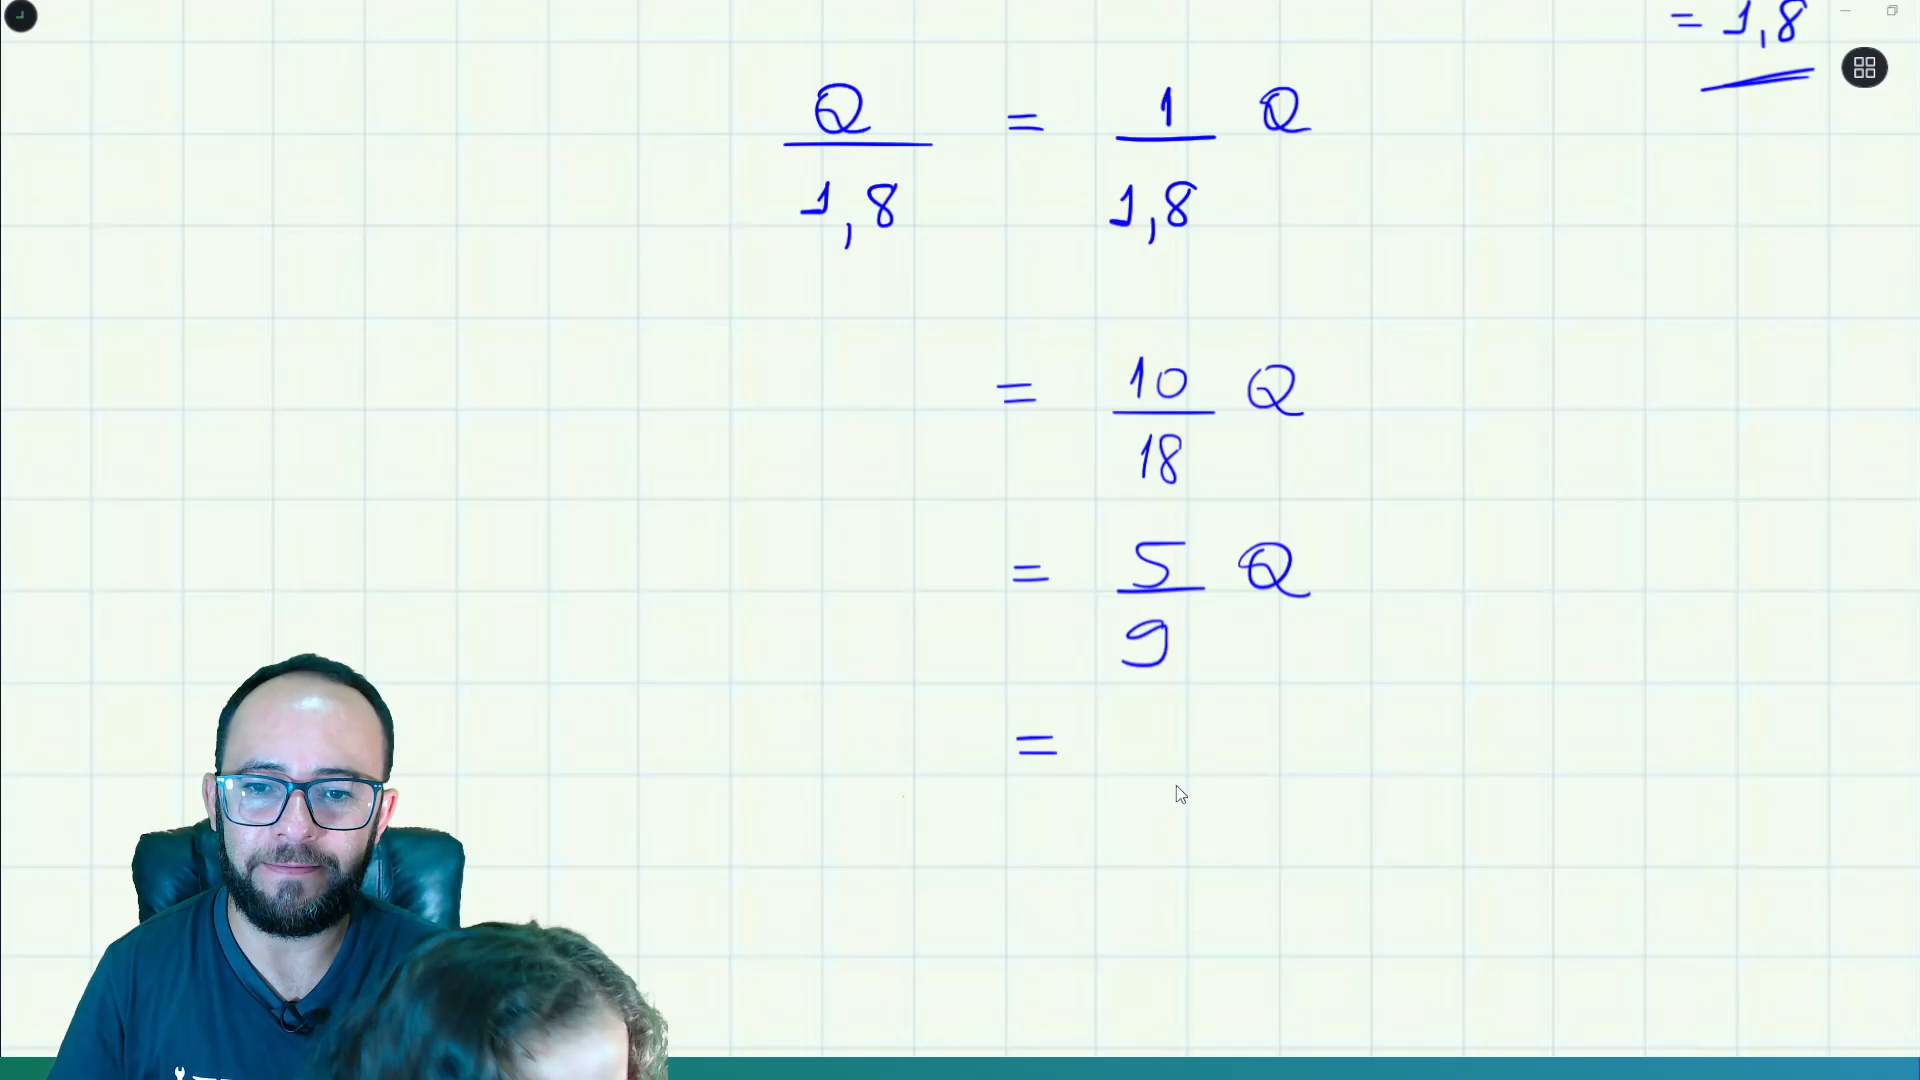 = 1,8
Q/1,8 = 1/1,8 Q
= 10/18 Q
= 5/9 Q
=